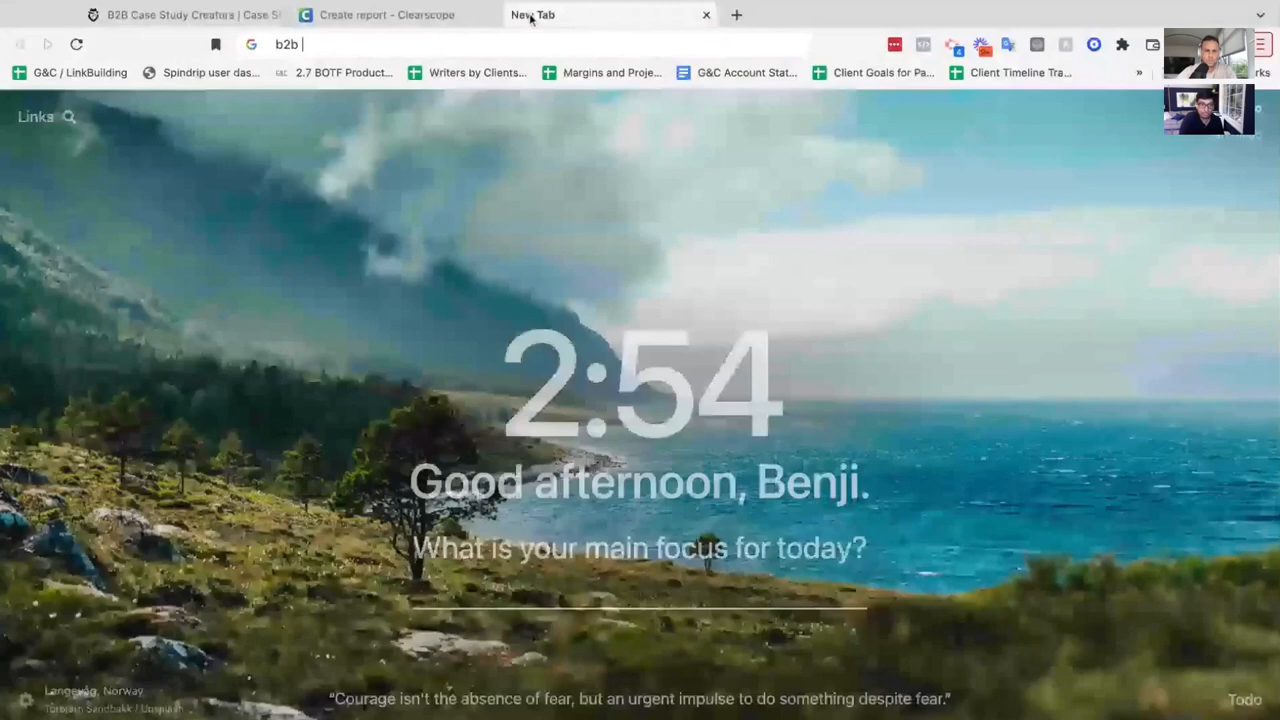 B2B Case Study Creators | Case S
Create report - Clearscope
New Tab
b2b
G&C / LinkBuilding
Spindrip user das...
2.7 BOTF Product...
Writers by Clients...
Margins and Proje...
G&C Account Stat...
Client Goals for Pa...
Client Timeline Tra...
»
Links
2:54
Good afternoon, Benji.
What is your main focus for today?
Langevåg, Norway
Torbjørn Sandbakk / Unsplash
“Courage isn't the absence of fear, but an urgent impulse to do something despite fear.”
Todo